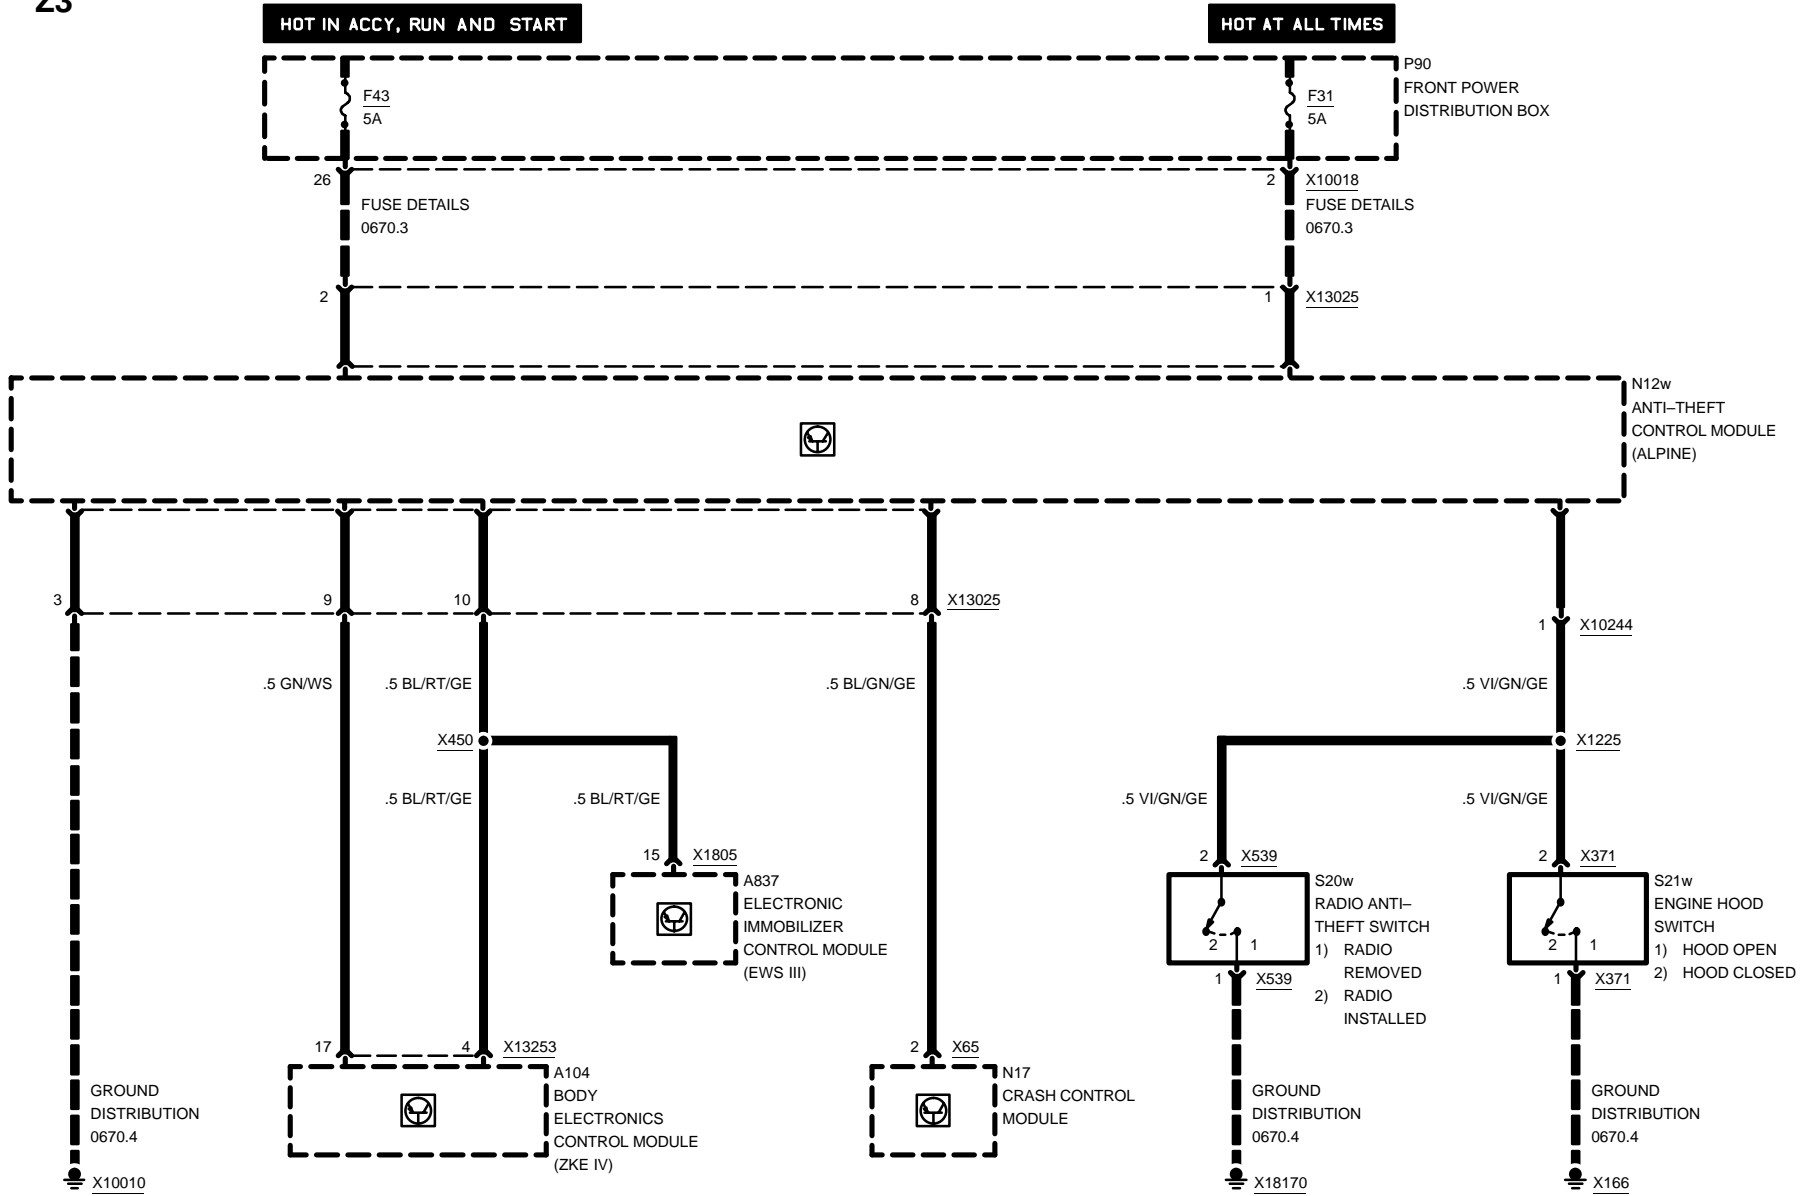 Z3
HOT IN ACCY, RUN AND START
HOT AT ALL TIMES
F43
5A
F31
5A
P90
FRONT POWER
DISTRIBUTION BOX
26
FUSE DETAILS
0670.3
2
X10018
FUSE DETAILS
0670.3
2
1
X13025
N12w
ANTI–THEFT
CONTROL MODULE
(ALPINE)
3
9
10
8
X13025
1
X10244
.5 GN/WS
.5 BL/RT/GE
.5 BL/GN/GE
.5 VI/GN/GE
X450
X1225
.5 BL/RT/GE
.5 BL/RT/GE
.5 VI/GN/GE
.5 VI/GN/GE
15
X1805
2
X539
2
X371
A837
ELECTRONIC
IMMOBILIZER
CONTROL MODULE
(EWS III)
2
1
S20w
RADIO ANTI–
THEFT SWITCH
1) RADIO
REMOVED
2) RADIO
INSTALLED
2
1
S21w
ENGINE HOOD
SWITCH
1) HOOD OPEN
2) HOOD CLOSED
1
X539
1
X371
17
4
X13253
2
X65
A104
BODY
ELECTRONICS
CONTROL MODULE
(ZKE IV)
N17
CRASH CONTROL
MODULE
GROUND
DISTRIBUTION
0670.4
GROUND
DISTRIBUTION
0670.4
GROUND
DISTRIBUTION
0670.4
X10010
X18170
X166